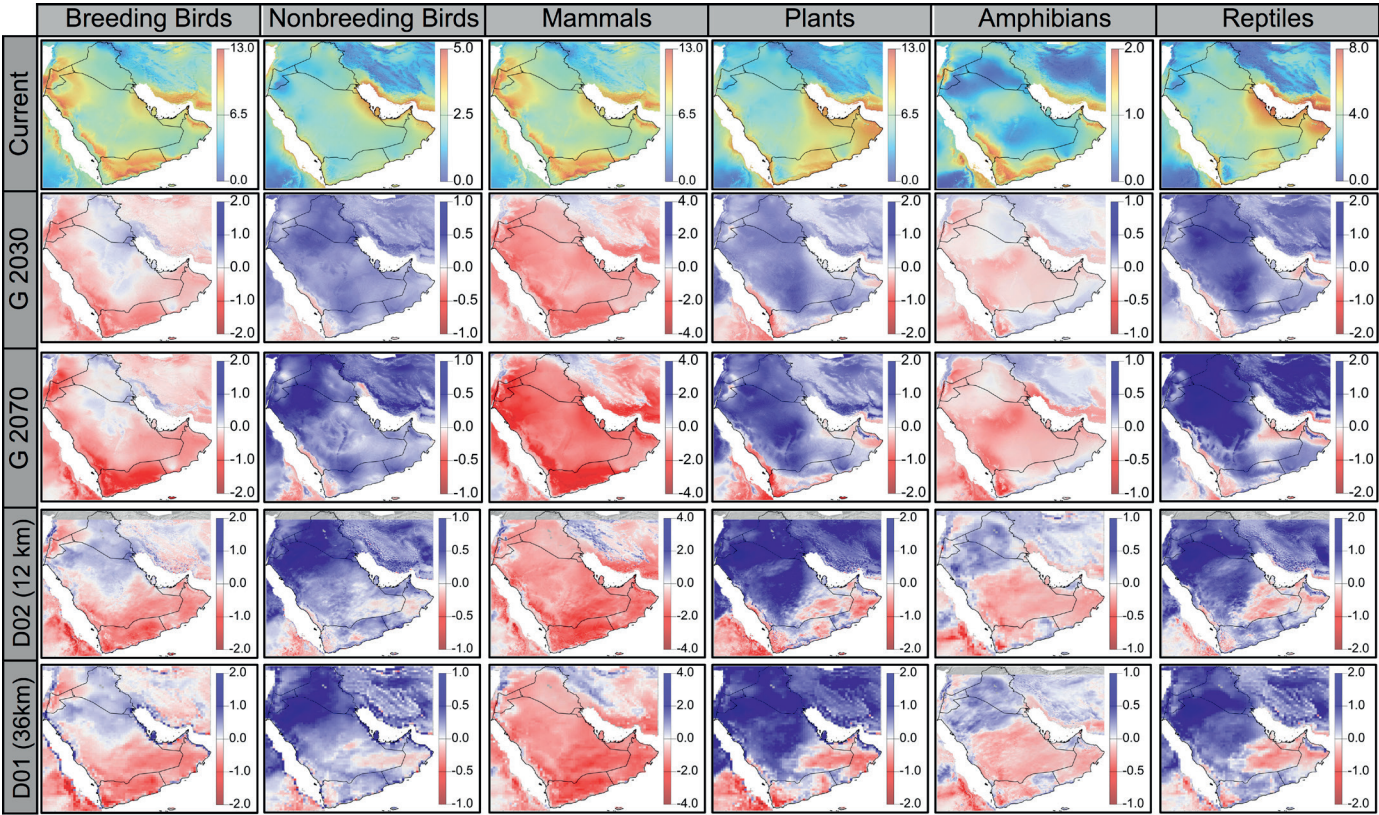 Breeding Birds Nonbreeding Birds Mammals Plants Amphibians Reptiles
Current
13.0 5.0 13.0 13.0 2.0 8.0
6.5 2.5 6.5 6.5 1.0 4.0
0.0 0.0 0.0 0.0 0.0 0.0
G 2030
2.0 1.0 4.0 2.0 1.0 2.0
1.0 0.5 2.0 1.0 0.5 1.0
0.0 0.0 0.0 0.0 0.0 0.0
-1.0 -0.5 -2.0 -1.0 -0.5 -1.0
-2.0 -1.0 -4.0 -2.0 -1.0 -2.0
G 2070
2.0 1.0 4.0 2.0 1.0 2.0
1.0 0.5 2.0 1.0 0.5 1.0
0.0 0.0 0.0 0.0 0.0 0.0
-1.0 -0.5 -2.0 -1.0 -0.5 -1.0
-2.0 -1.0 -4.0 -2.0 -1.0 -2.0
D02 (12 km)
2.0 1.0 4.0 2.0 1.0 2.0
1.0 0.5 2.0 1.0 0.5 1.0
0.0 0.0 0.0 0.0 0.0 0.0
-1.0 -0.5 -2.0 -1.0 -0.5 -1.0
-2.0 -1.0 -4.0 -2.0 -1.0 -2.0
D01 (36km)
2.0 1.0 4.0 2.0 1.0 2.0
1.0 0.5 2.0 1.0 0.5 1.0
0.0 0.0 0.0 0.0 0.0 0.0
-1.0 -0.5 -2.0 -1.0 -0.5 -1.0
-2.0 -1.0 -4.0 -2.0 -1.0 -2.0